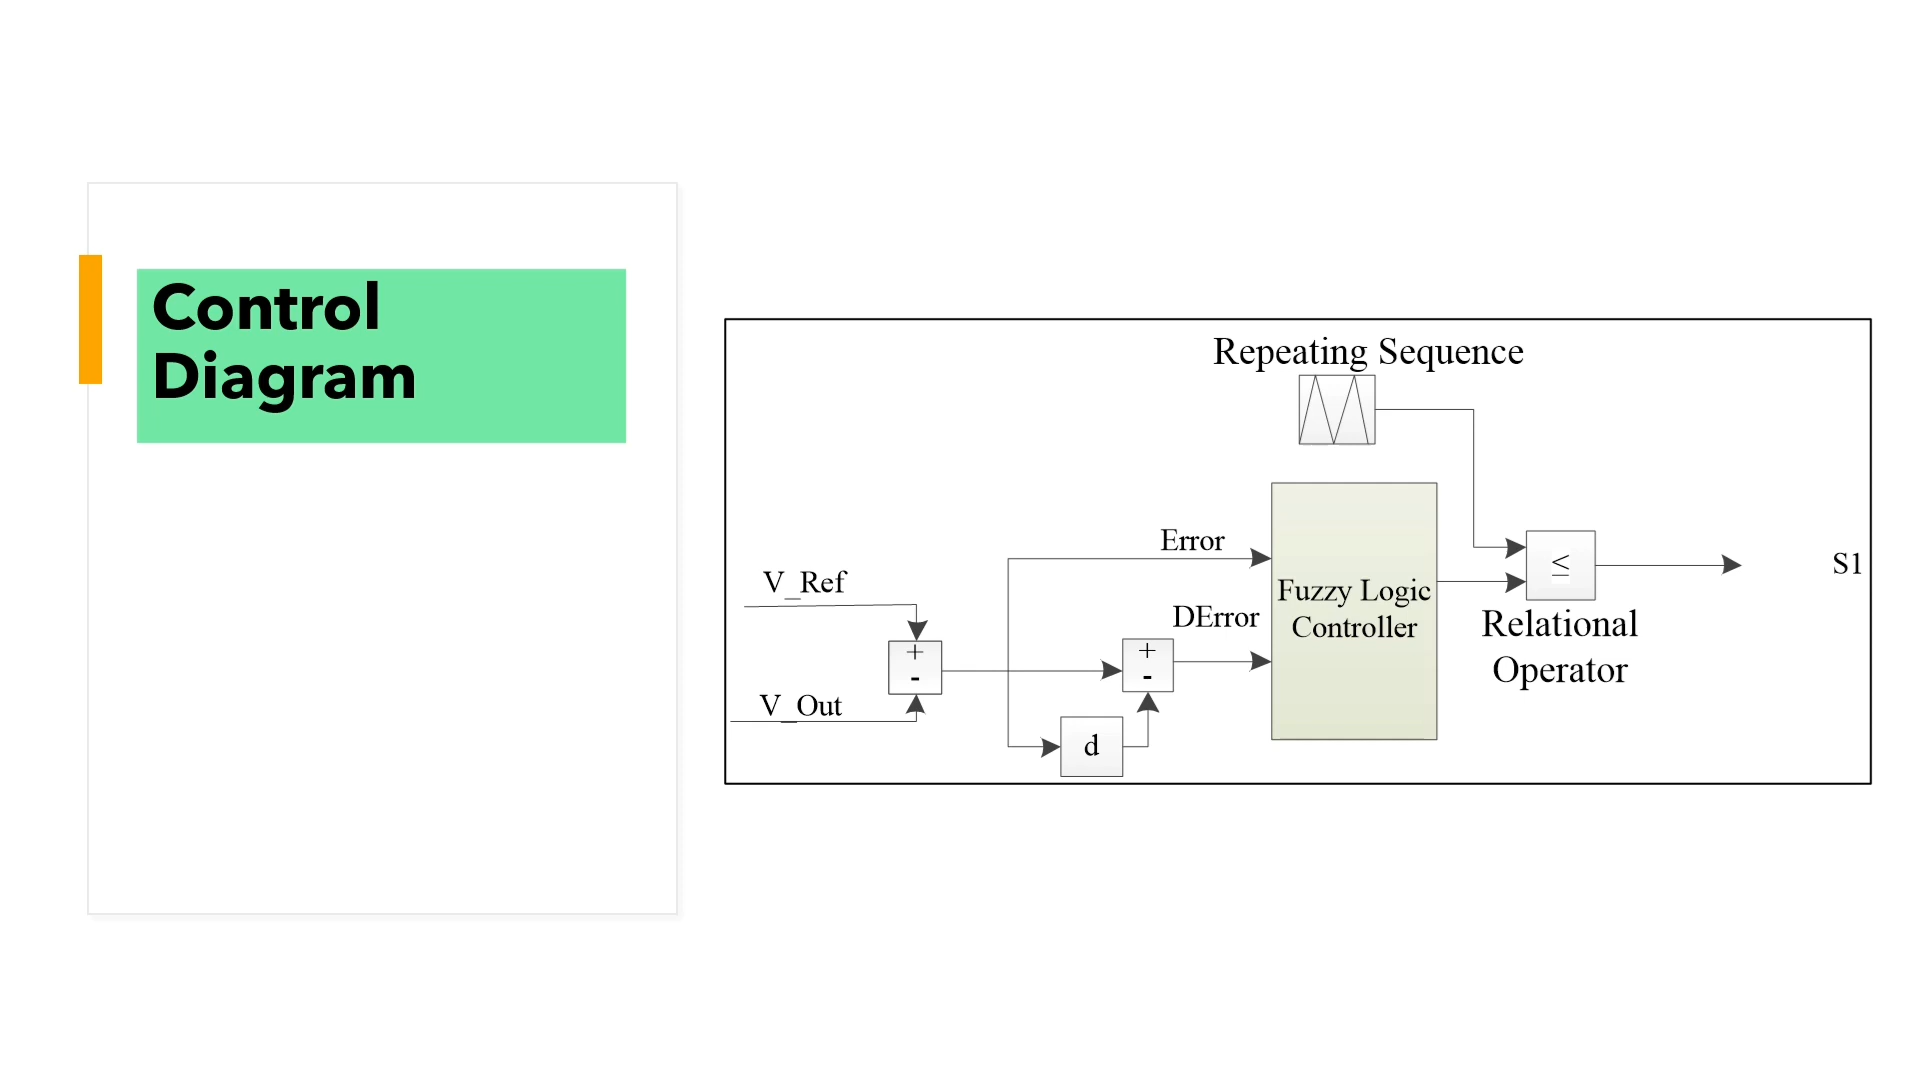 Control
Diagram
Repeating Sequence
Error
V_Ref
DError
Fuzzy Logic
Controller
≤
S1
Relational
Operator
+
-
+
-
V_Out
d